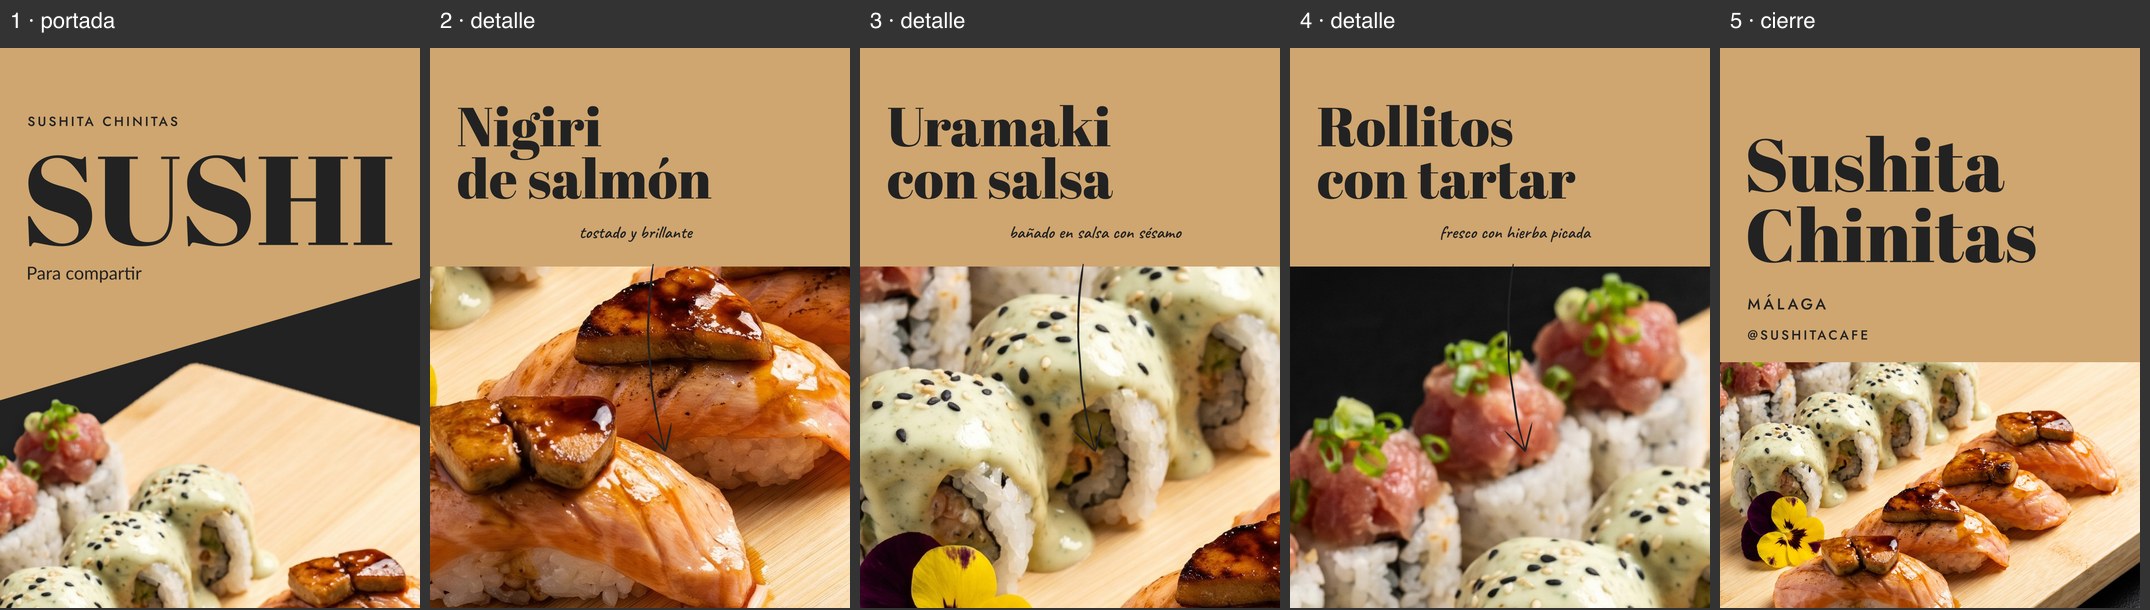 1 · portada
SUSHITA CHINITAS
SUSHI
Para compartir
2 · detalle
Nigiri
de salmón
tostado y brillante
3 · detalle
Uramaki
con salsa
bañado en salsa con sésamo
4 · detalle
Rollitos
con tartar
fresco con hierba picada
5 · cierre
Sushita
Chinitas
MÁLAGA
@SUSHITACAFE